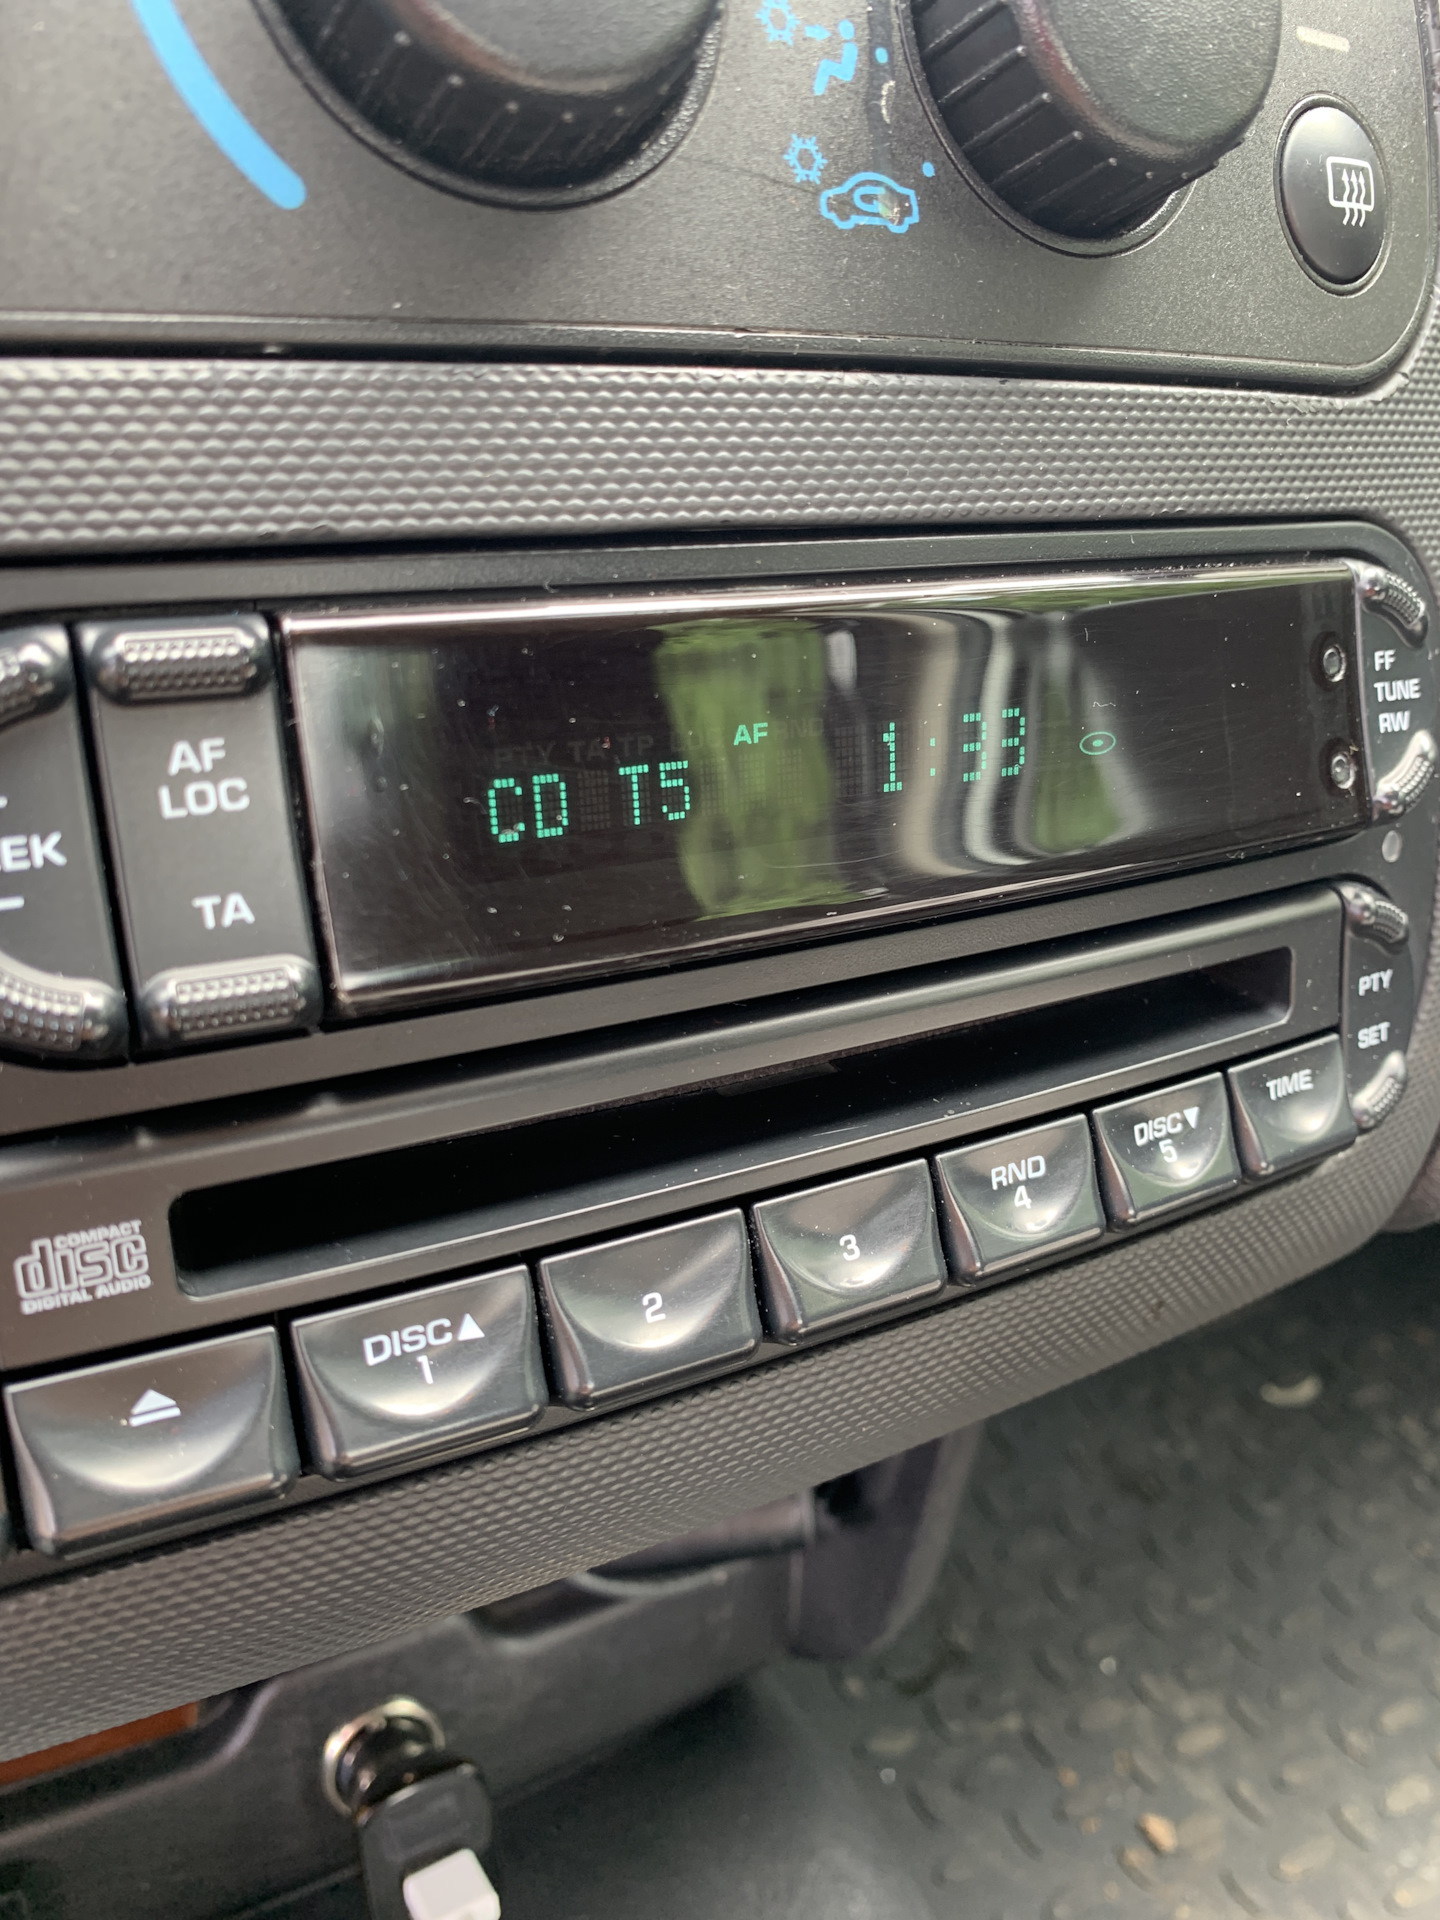 AF
LOC
TA
EEK
PTY TA TP LOC AF RND
CD T5 1:33
FF
TUNE
RW
PTY
SET
COMPACT
disc
DIGITAL AUDIO
DISC▲
1
2
3
RND
4
DISC▼
5
TIME